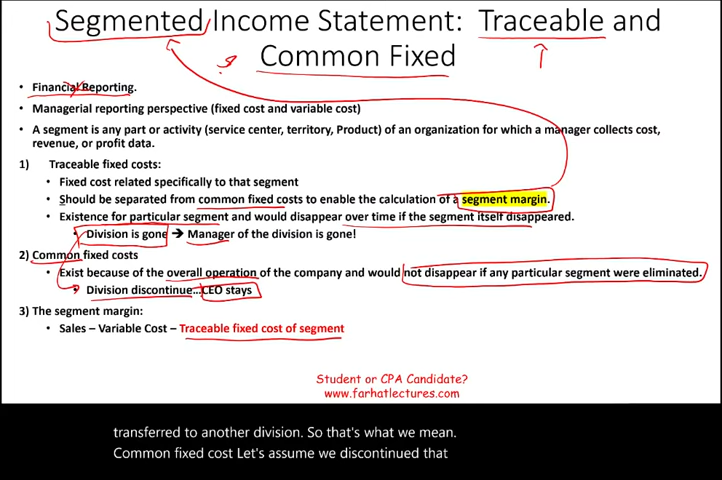 Segmented Income Statement: Traceable and
Common Fixed
• Financial Reporting.
• Managerial reporting perspective (fixed cost and variable cost)
• A segment is any part or activity (service center, territory, Product) of an organization for which a manager collects cost,
revenue, or profit data.
1) Traceable fixed costs:
• Fixed cost related specifically to that segment
• Should be separated from common fixed costs to enable the calculation of a segment margin.
• Existence for particular segment and would disappear over time if the segment itself disappeared.
• Division is gone → Manager of the division is gone!
2) Common fixed costs
• Exist because of the overall operation of the company and would not disappear if any particular segment were eliminated.
• Division discontinue...CEO stays
3) The segment margin:
• Sales – Variable Cost – Traceable fixed cost of segment
Student or CPA Candidate?
www.farhatlectures.com
transferred to another division. So that's what we mean.
Common fixed cost Let's assume we discontinued that